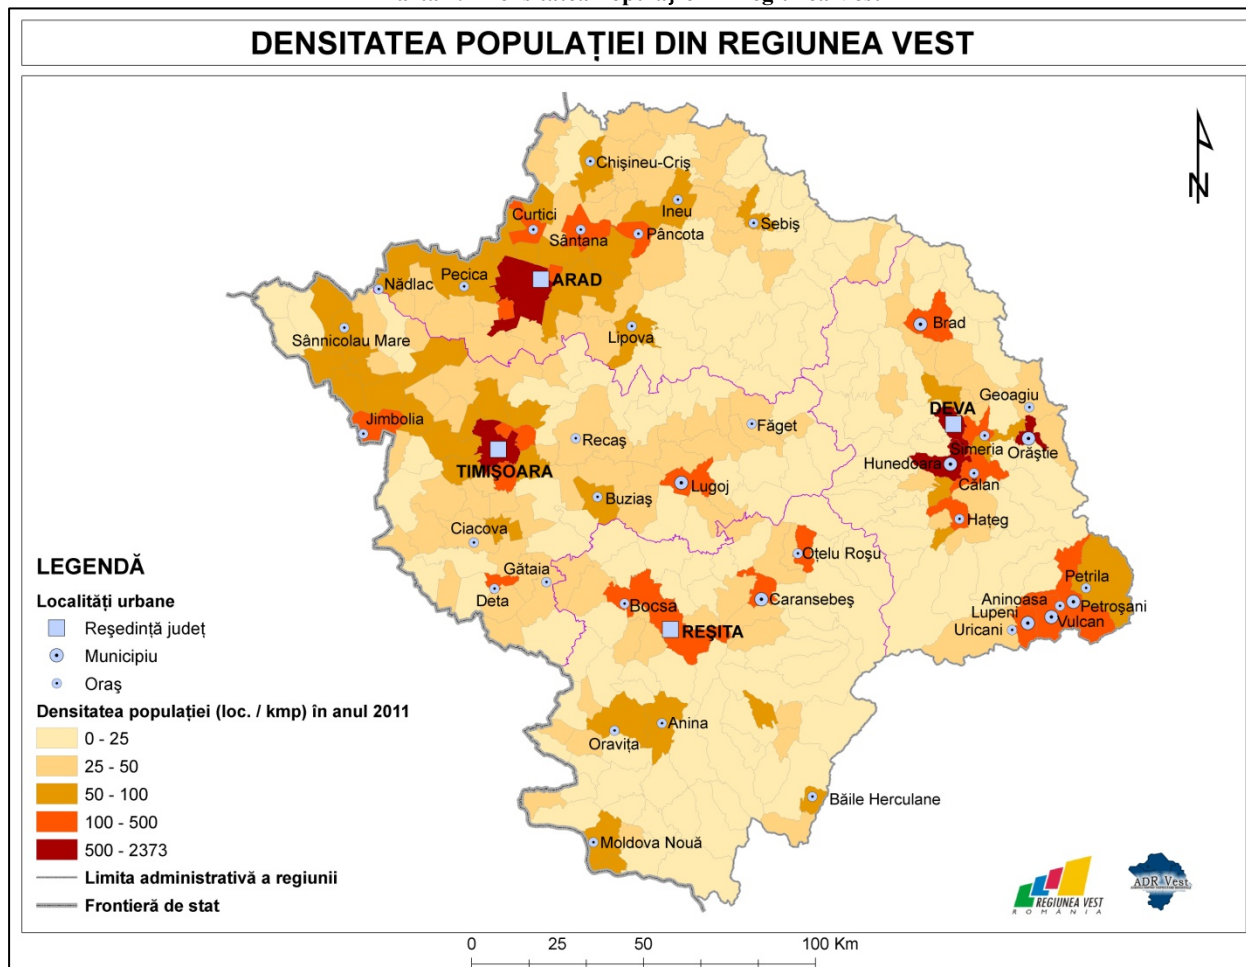 DENSITATEA POPULAȚIEI DIN REGIUNEA VEST
N
Chişineu-Criş
Ineu
Sebiş
Curtici
Sântana
Pâncota
Nădlac
Pecica
ARAD
Sânnicolau Mare
Lipova
Brad
Jimbolia
Recaş
Făget
DEVA
Geoagiu
Simeria
Orăştie
TIMIŞOARA
Hunedoara
Călan
Buziaş
Lugoj
Haţeg
Ciacova
Oţelu Roşu
Gătaia
Deta
Bocsa
Caransebeş
REŞITA
Petrila
Aninoasa
Petroşani
Lupeni
Vulcan
Uricani
Anina
Oraviţa
Băile Herculane
Moldova Nouă
LEGENDĂ
Localităţi urbane
Reşedinţă judeţ
Municipiu
Oraş
Densitatea populaţiei (loc. / kmp) în anul 2011
0 - 25
25 - 50
50 - 100
100 - 500
500 - 2373
Limita administrativă a regiunii
Frontieră de stat
REGIUNEA VEST
ROMÂNIA
ADR Vest
0 25 50 100 Km